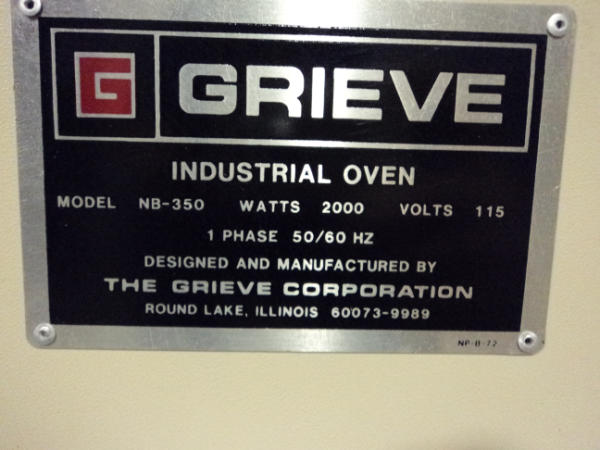 G GRIEVE
INDUSTRIAL OVEN
MODEL NB-350 WATTS 2000 VOLTS 115
1 PHASE 50/60 HZ
DESIGNED AND MANUFACTURED BY
THE GRIEVE CORPORATION
ROUND LAKE, ILLINOIS 60073-9989
NP-B-72